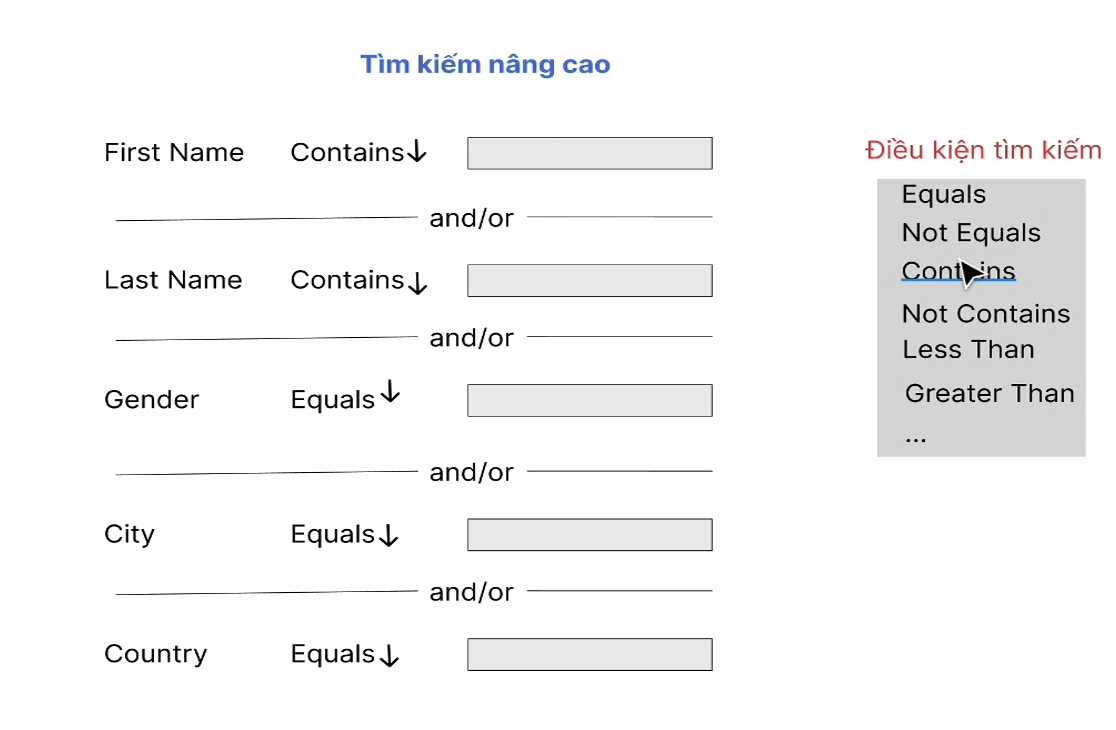 Tìm kiếm nâng cao
First Name Contains↓
and/or
Last Name Contains↓
and/or
Gender Equals↓
and/or
City Equals↓
and/or
Country Equals↓
Điều kiện tìm kiếm
Equals
Not Equals
Contains
Not Contains
Less Than
Greater Than
...